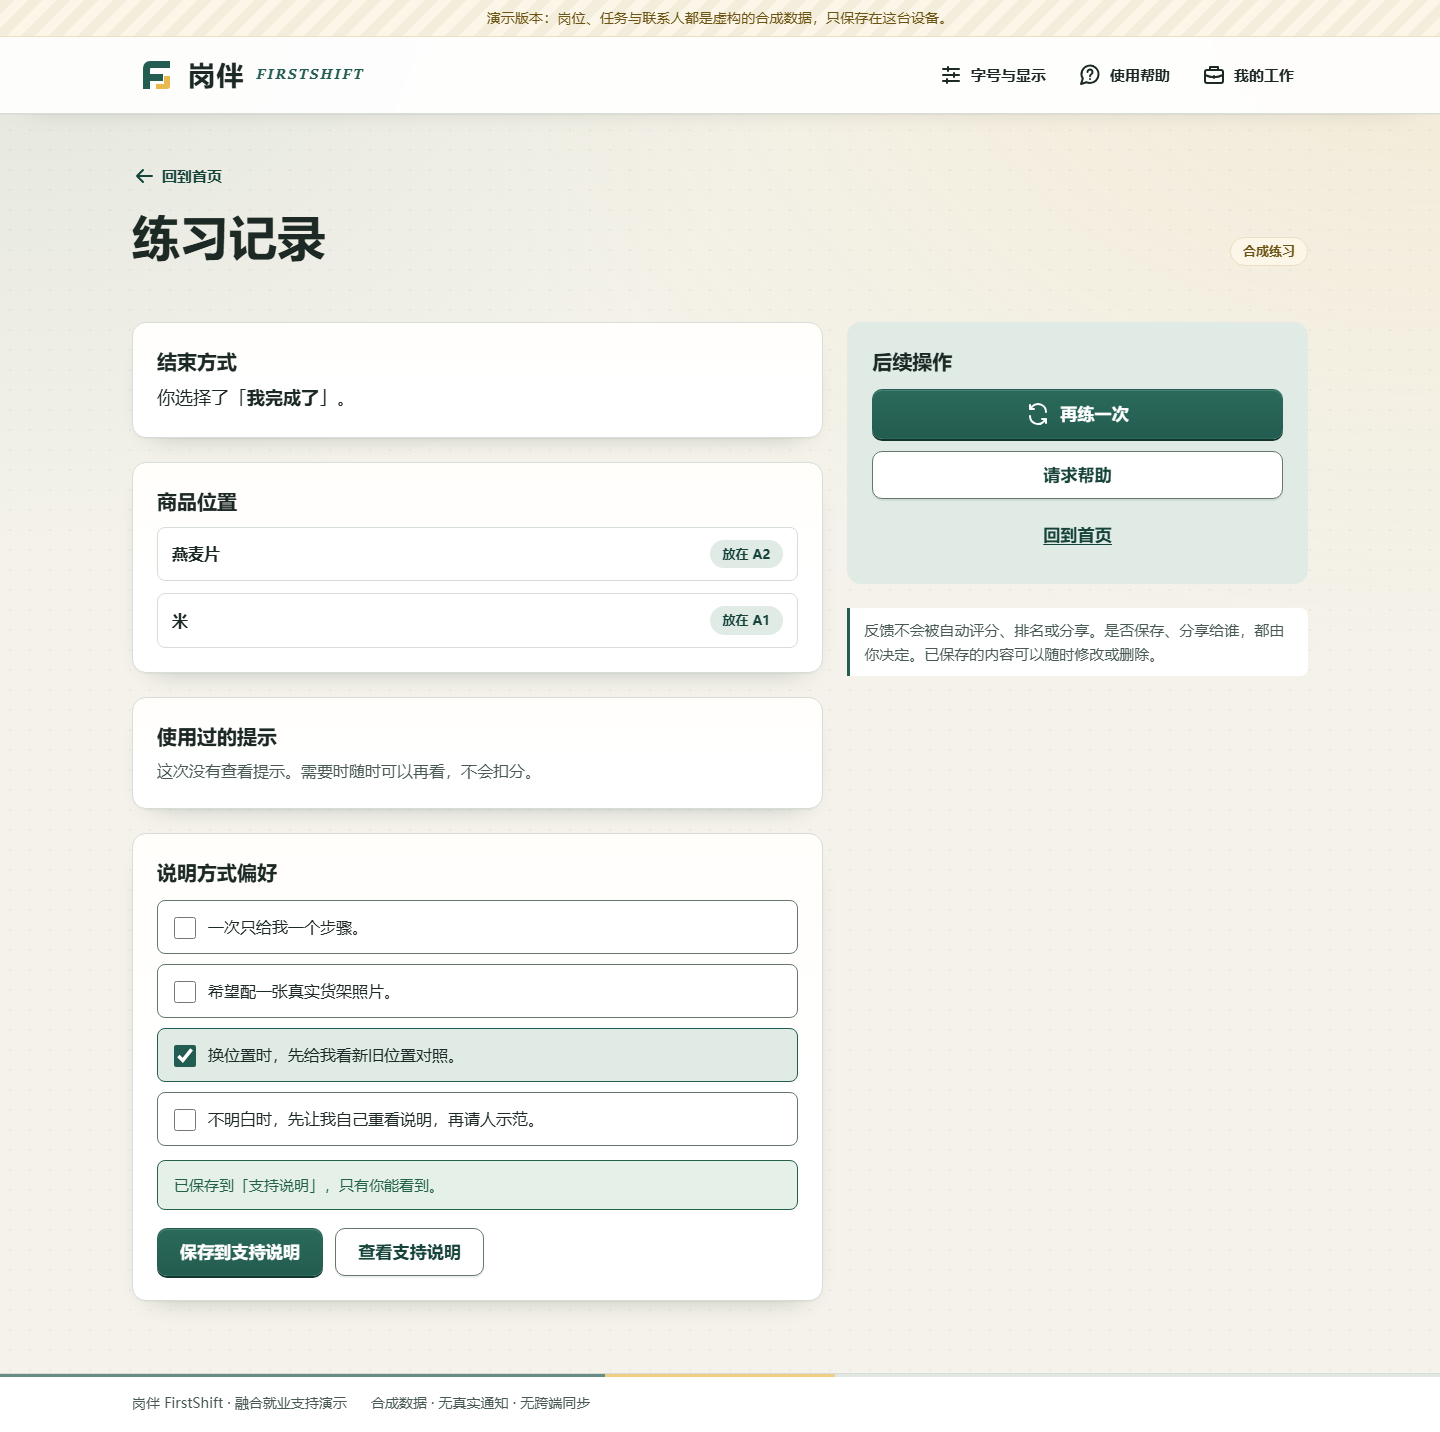 演示版本：岗位、任务与联系人都是虚构的合成数据，只保存在这台设备。
岗伴 FIRSTSHIFT
字号与显示 使用帮助 我的工作
回到首页
练习记录
合成练习
结束方式
你选择了「我完成了」。
商品位置
燕麦片 放在 A2
米 放在 A1
使用过的提示
这次没有查看提示。需要时随时可以再看，不会扣分。
说明方式偏好
一次只给我一个步骤。
希望配一张真实货架照片。
换位置时，先给我看新旧位置对照。
不明白时，先让我自己重看说明，再请人示范。
已保存到「支持说明」，只有你能看到。
保存到支持说明 查看支持说明
后续操作
再练一次
请求帮助
回到首页
反馈不会被自动评分、排名或分享。是否保存、分享给谁，都由
你决定。已保存的内容可以随时修改或删除。
岗伴 FirstShift · 融合就业支持演示 合成数据 · 无真实通知 · 无跨端同步